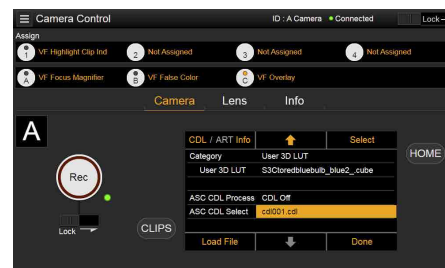 Camera Control
ID : A Camera Connected
Lock
Assign
1 VF Highlight Clip Ind
2 Not Assigned
3 Not Assigned
4 Not Assigned
A VF Focus Magnifier
B VF False Color
C VF Overlay
Camera Lens Info
A
CDL / ART Info Select
Category User 3D LUT
User 3D LUT S3Ctoredbluebulb_blue2_.cube
HOME
Rec
ASC CDL Process CDL Off
ASC CDL Select cdl001.cdl
Lock
CLIPS
Load File Done